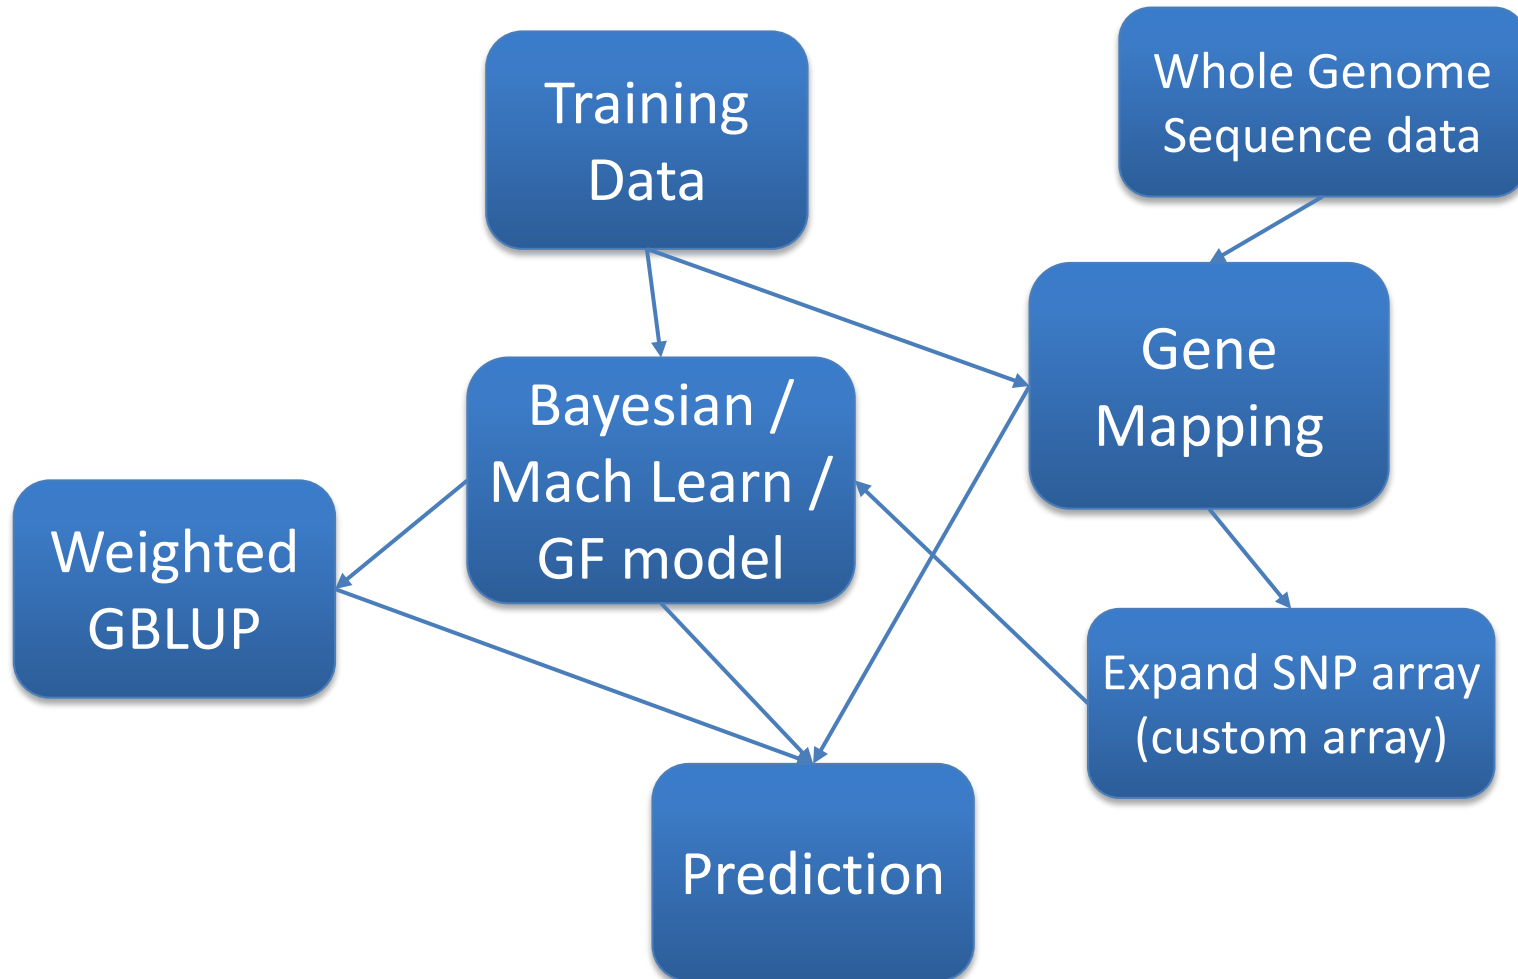 Training
Data
Whole Genome
Sequence data
Gene
Mapping
Bayesian /
Mach Learn /
GF model
Weighted
GBLUP
Expand SNP array
(custom array)
Prediction